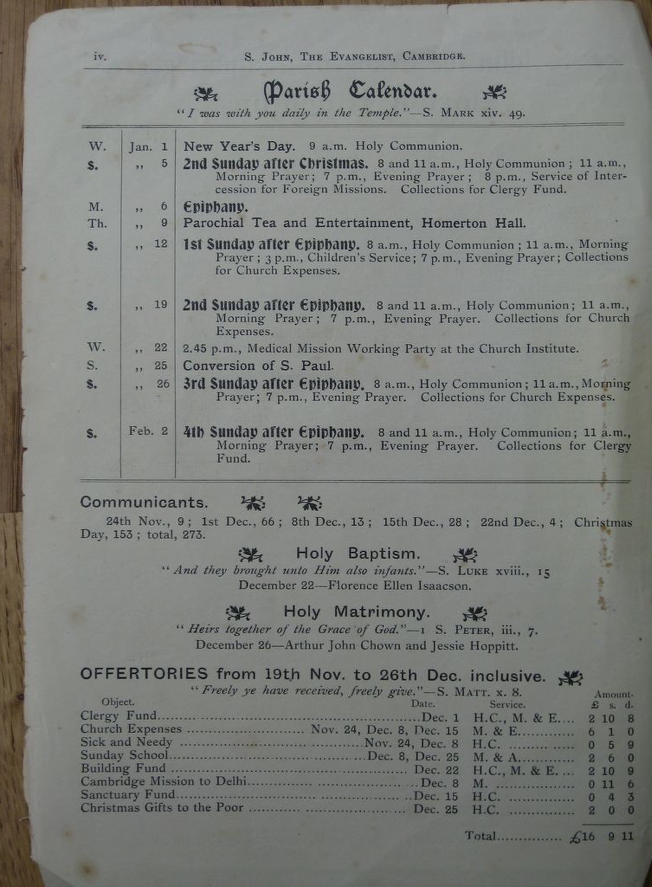 iv. S. John, The Evangelist, Cambridge.
Parish Calendar.
"I was with you daily in the Temple."—S. Mark xiv. 49.
W. Jan. 1 New Year's Day. 9 a.m. Holy Communion.
S. ,, 5 2nd Sunday after Christmas. 8 and 11 a.m., Holy Communion; 11 a.m.,
Morning Prayer; 7 p.m., Evening Prayer; 8 p.m., Service of Inter-
cession for Foreign Missions. Collections for Clergy Fund.
M. ,, 6 Epiphany.
Th. ,, 9 Parochial Tea and Entertainment, Homerton Hall.
S. ,, 12 1st Sunday after Epiphany. 8 a.m., Holy Communion; 11 a.m., Morning
Prayer; 3 p.m., Children's Service; 7 p.m., Evening Prayer; Collections
for Church Expenses.
S. ,, 19 2nd Sunday after Epiphany. 8 and 11 a.m., Holy Communion; 11 a.m.,
Morning Prayer; 7 p.m., Evening Prayer. Collections for Church
Expenses.
W. ,, 22 2.45 p.m., Medical Mission Working Party at the Church Institute.
S. ,, 25 Conversion of S. Paul.
S. ,, 26 3rd Sunday after Epiphany. 8 a.m., Holy Communion; 11 a.m., Morning
Prayer; 7 p.m., Evening Prayer. Collections for Church Expenses.
S. Feb. 2 4th Sunday after Epiphany. 8 and 11 a.m., Holy Communion; 11 a.m.,
Morning Prayer; 7 p.m., Evening Prayer. Collections for Clergy
Fund.
Communicants.
24th Nov., 9; 1st Dec., 66; 8th Dec., 13; 15th Dec., 28; 22nd Dec., 4; Christmas
Day, 153; total, 273.
Holy Baptism.
"And they brought unto Him also infants."—S. Luke xviii., 15
December 22—Florence Ellen Isaacson.
Holy Matrimony.
"Heirs together of the Grace of God."—1 S. Peter, iii., 7.
December 26—Arthur John Chown and Jessie Hoppitt.
OFFERTORIES from 19th Nov. to 26th Dec. inclusive.
"Freely ye have received, freely give."—S. Matt. x. 8. Amount.
Object. Date. Service. £ s. d.
Clergy Fund.......... Dec. 1 H.C., M. & E.... 2 10 8
Church Expenses .......... Nov. 24, Dec. 8, Dec. 15 M. & E............ 6 1 0
Sick and Needy .......... Nov. 24, Dec. 8 H.C. ............ 0 5 9
Sunday School.......... Dec. 8, Dec. 25 M. & A............ 2 6 0
Building Fund .......... Dec. 22 H.C., M. & E. ... 2 10 9
Cambridge Mission to Delhi.......... Dec. 8 M. ............ 0 11 6
Sanctuary Fund.......... Dec. 15 H.C. ............ 0 4 3
Christmas Gifts to the Poor .......... Dec. 25 H.C. ............ 2 0 0
Total............ £16 9 11